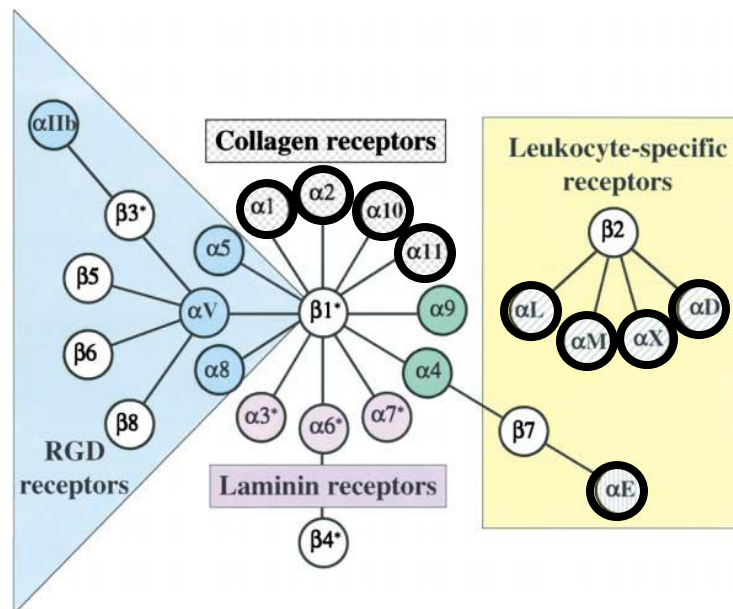 αIIb
Collagen receptors
Leukocyte-specific
receptors
α1
α2
α10
β3*
α11
β2
α5
β5
αV
β1*
α9
αL
αM
αX
αD
β6
α8
α4
β8
α3*
α6*
α7*
β7
RGD
receptors
Laminin receptors
αE
β4*